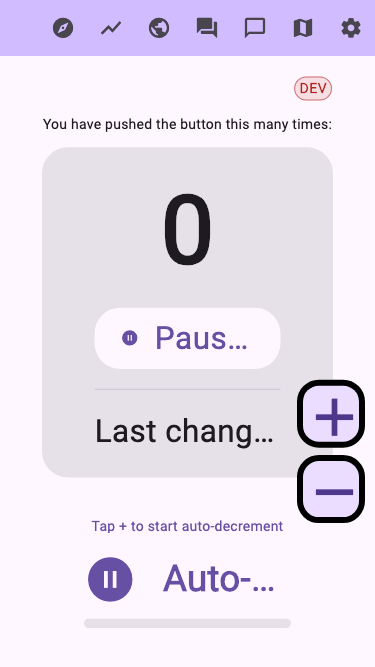 DEV
You have pushed the button this many times:
0
Paus...
Last chang...
Tap + to start auto-decrement
Auto-...